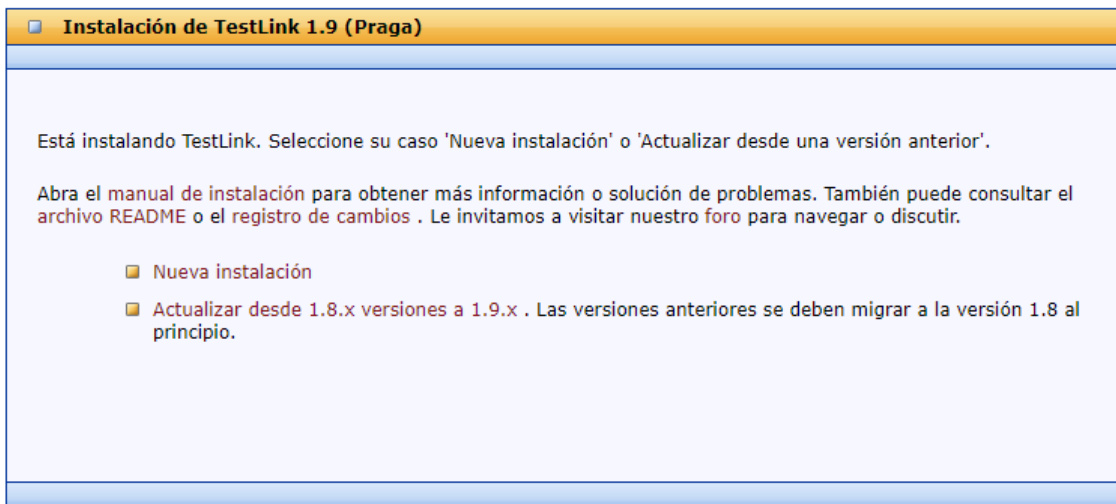 Instalación de TestLink 1.9 (Praga)
Está instalando TestLink. Seleccione su caso 'Nueva instalación' o 'Actualizar desde una versión anterior'.
Abra el manual de instalación para obtener más información o solución de problemas. También puede consultar el
archivo README o el registro de cambios . Le invitamos a visitar nuestro foro para navegar o discutir.
Nueva instalación
Actualizar desde 1.8.x versiones a 1.9.x . Las versiones anteriores se deben migrar a la versión 1.8 al
principio.